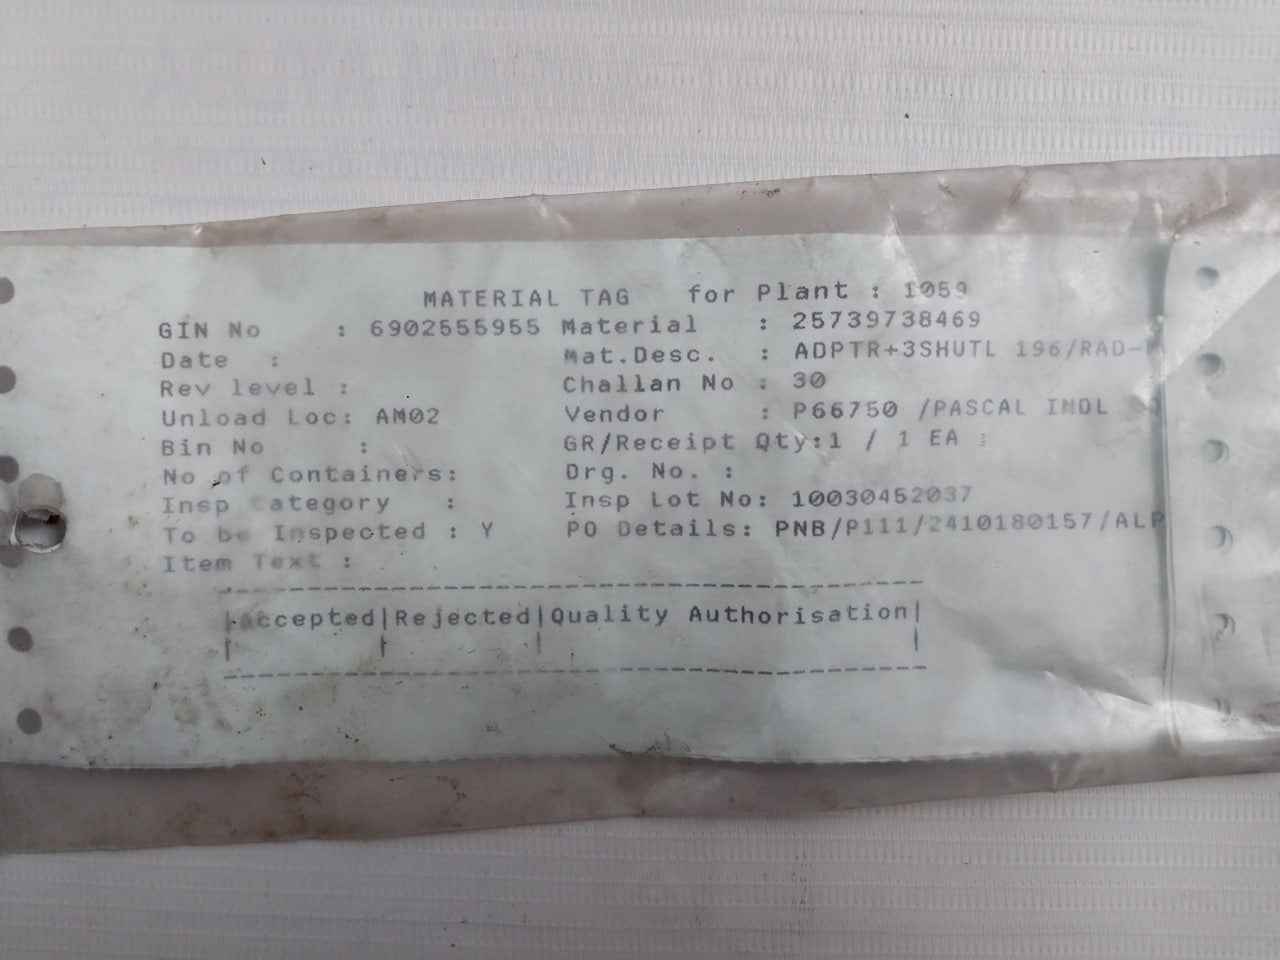 MATERIAL TAG for Plant : 1059
GIN No : 6902555955 Material : 25739738469
Date : Mat.Desc. : ADPTR+3SHUTL 196/RAD-
Rev level : Challan No : 30
Unload Loc: AM02 Vendor : P66750 /PASCAL INDL
Bin No : GR/Receipt Qty:1 / 1 EA
No of Containers: Drg. No. :
Insp Category : Insp Lot No: 10030452037
To be Inspected : Y PO Details: PNB/P111/2410180157/ALP
Item Text :
|Accepted|Rejected|Quality Authorisation|